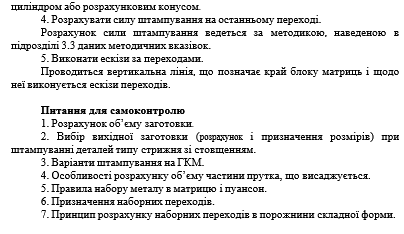 циліндром або розрахунковим конусом.
4. Розрахувати силу штампування на останньому переході.
Розрахунок сили штампування ведеться за методикою, наведеною в
підрозділі 3.3 даних методичних вказівок.
5. Виконати ескізи за переходами.
Проводиться вертикальна лінія, що позначає край блоку матриць і щодо
неї виконується ескізи переходів.
Питання для самоконтролю
1. Розрахунок об’єму заготовки.
2. Вибір вихідної заготовки (розрахунок і призначення розмірів) при
штампуванні деталей типу стрижня зі стовщенням.
3. Варіанти штампування на ГКМ.
4. Особливості розрахунку об’єму частини прутка, що висаджується.
5. Правила набору металу в матрицю і пуансон.
6. Призначення наборних переходів.
7. Принцип розрахунку наборних переходів в порожнини складної форми.